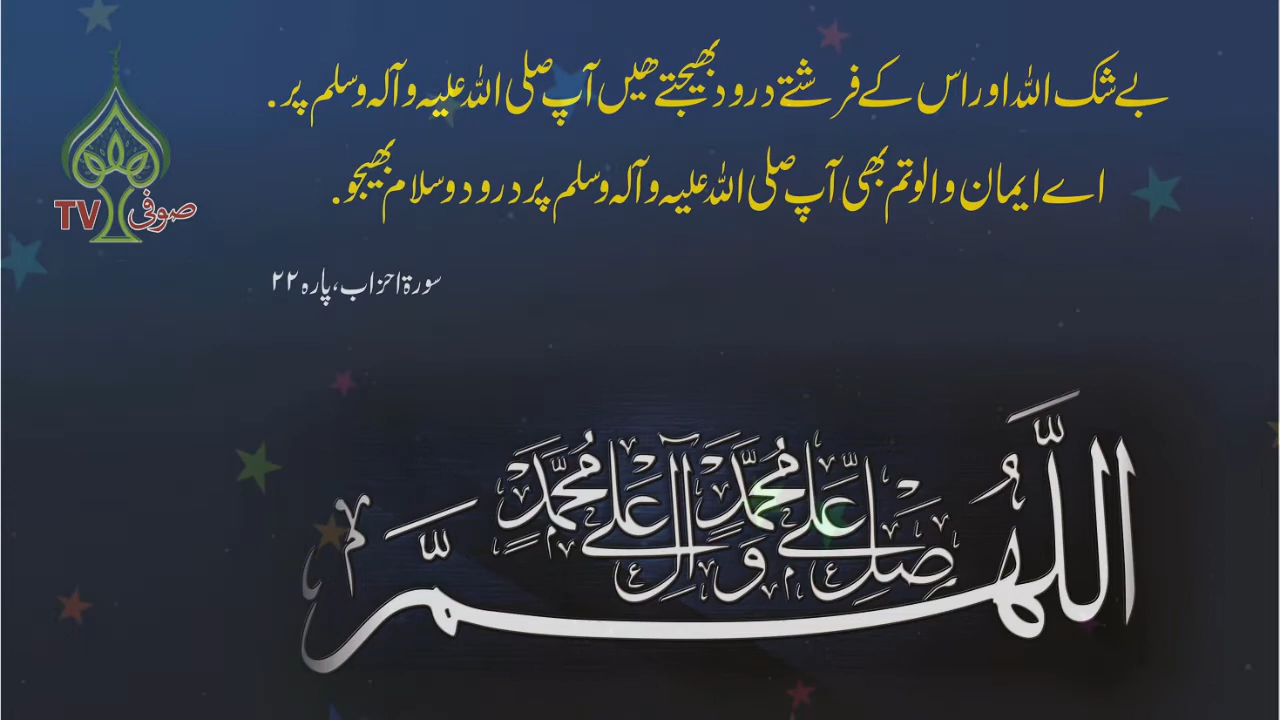 بے شک اللہ اور اس کے فرشتے درود بھیجتے ھیں آپ صلی اللہ علیہ وآلہ وسلم پر.
اے ایمان والو تم بھی آپ صلی اللہ علیہ وآلہ وسلم پر درود وسلام بھیجو.
صوفی TV
سورۃ احزاب، پارہ ۲۲
اللَّهُمَّ صَلِّ عَلَى مُحَمَّدٍ وَعَلَى آلِ مُحَمَّدٍ